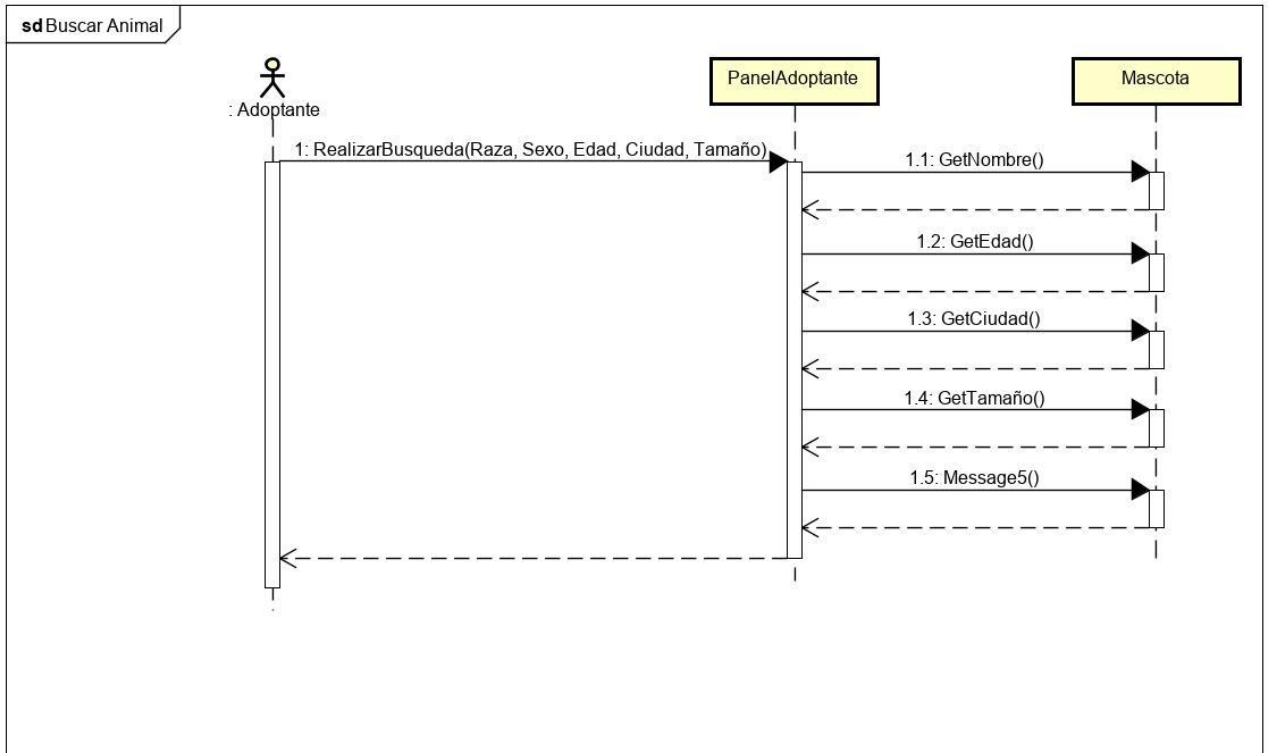 sd Buscar Animal
: Adoptante
PanelAdoptante
Mascota
1: RealizarBusqueda(Raza, Sexo, Edad, Ciudad, Tamaño)
1.1: GetNombre()
1.2: GetEdad()
1.3: GetCiudad()
1.4: GetTamaño()
1.5: Message5()